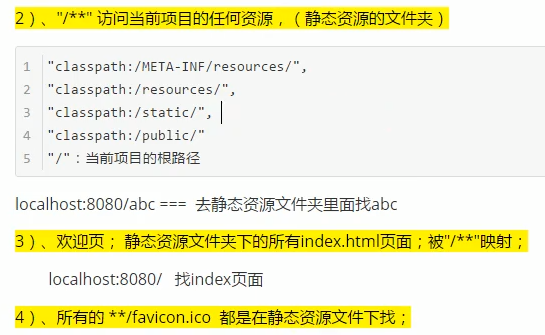 2)、"/**" 访问当前项目的任何资源，（静态资源的文件夹）
1 "classpath:/META-INF/resources/",
2 "classpath:/resources/",
3 "classpath:/static/",
4 "classpath:/public/"
5 "/"：当前项目的根路径
localhost:8080/abc === 去静态资源文件夹里面找abc
3)、欢迎页； 静态资源文件夹下的所有index.html页面；被"/**"映射；
localhost:8080/ 找index页面
4)、所有的 **/favicon.ico 都是在静态资源文件下找；